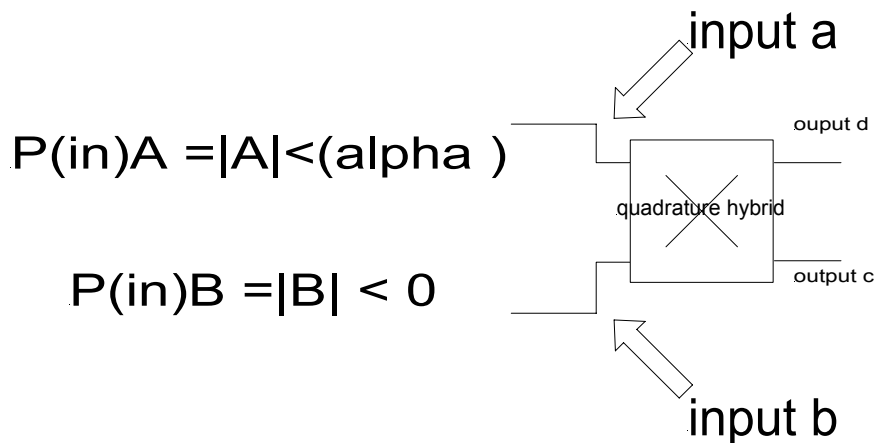 input a
ouput d
P(in)A =|A|<(alpha )
quadrature hybrid
P(in)B =|B| < 0
output c
input b